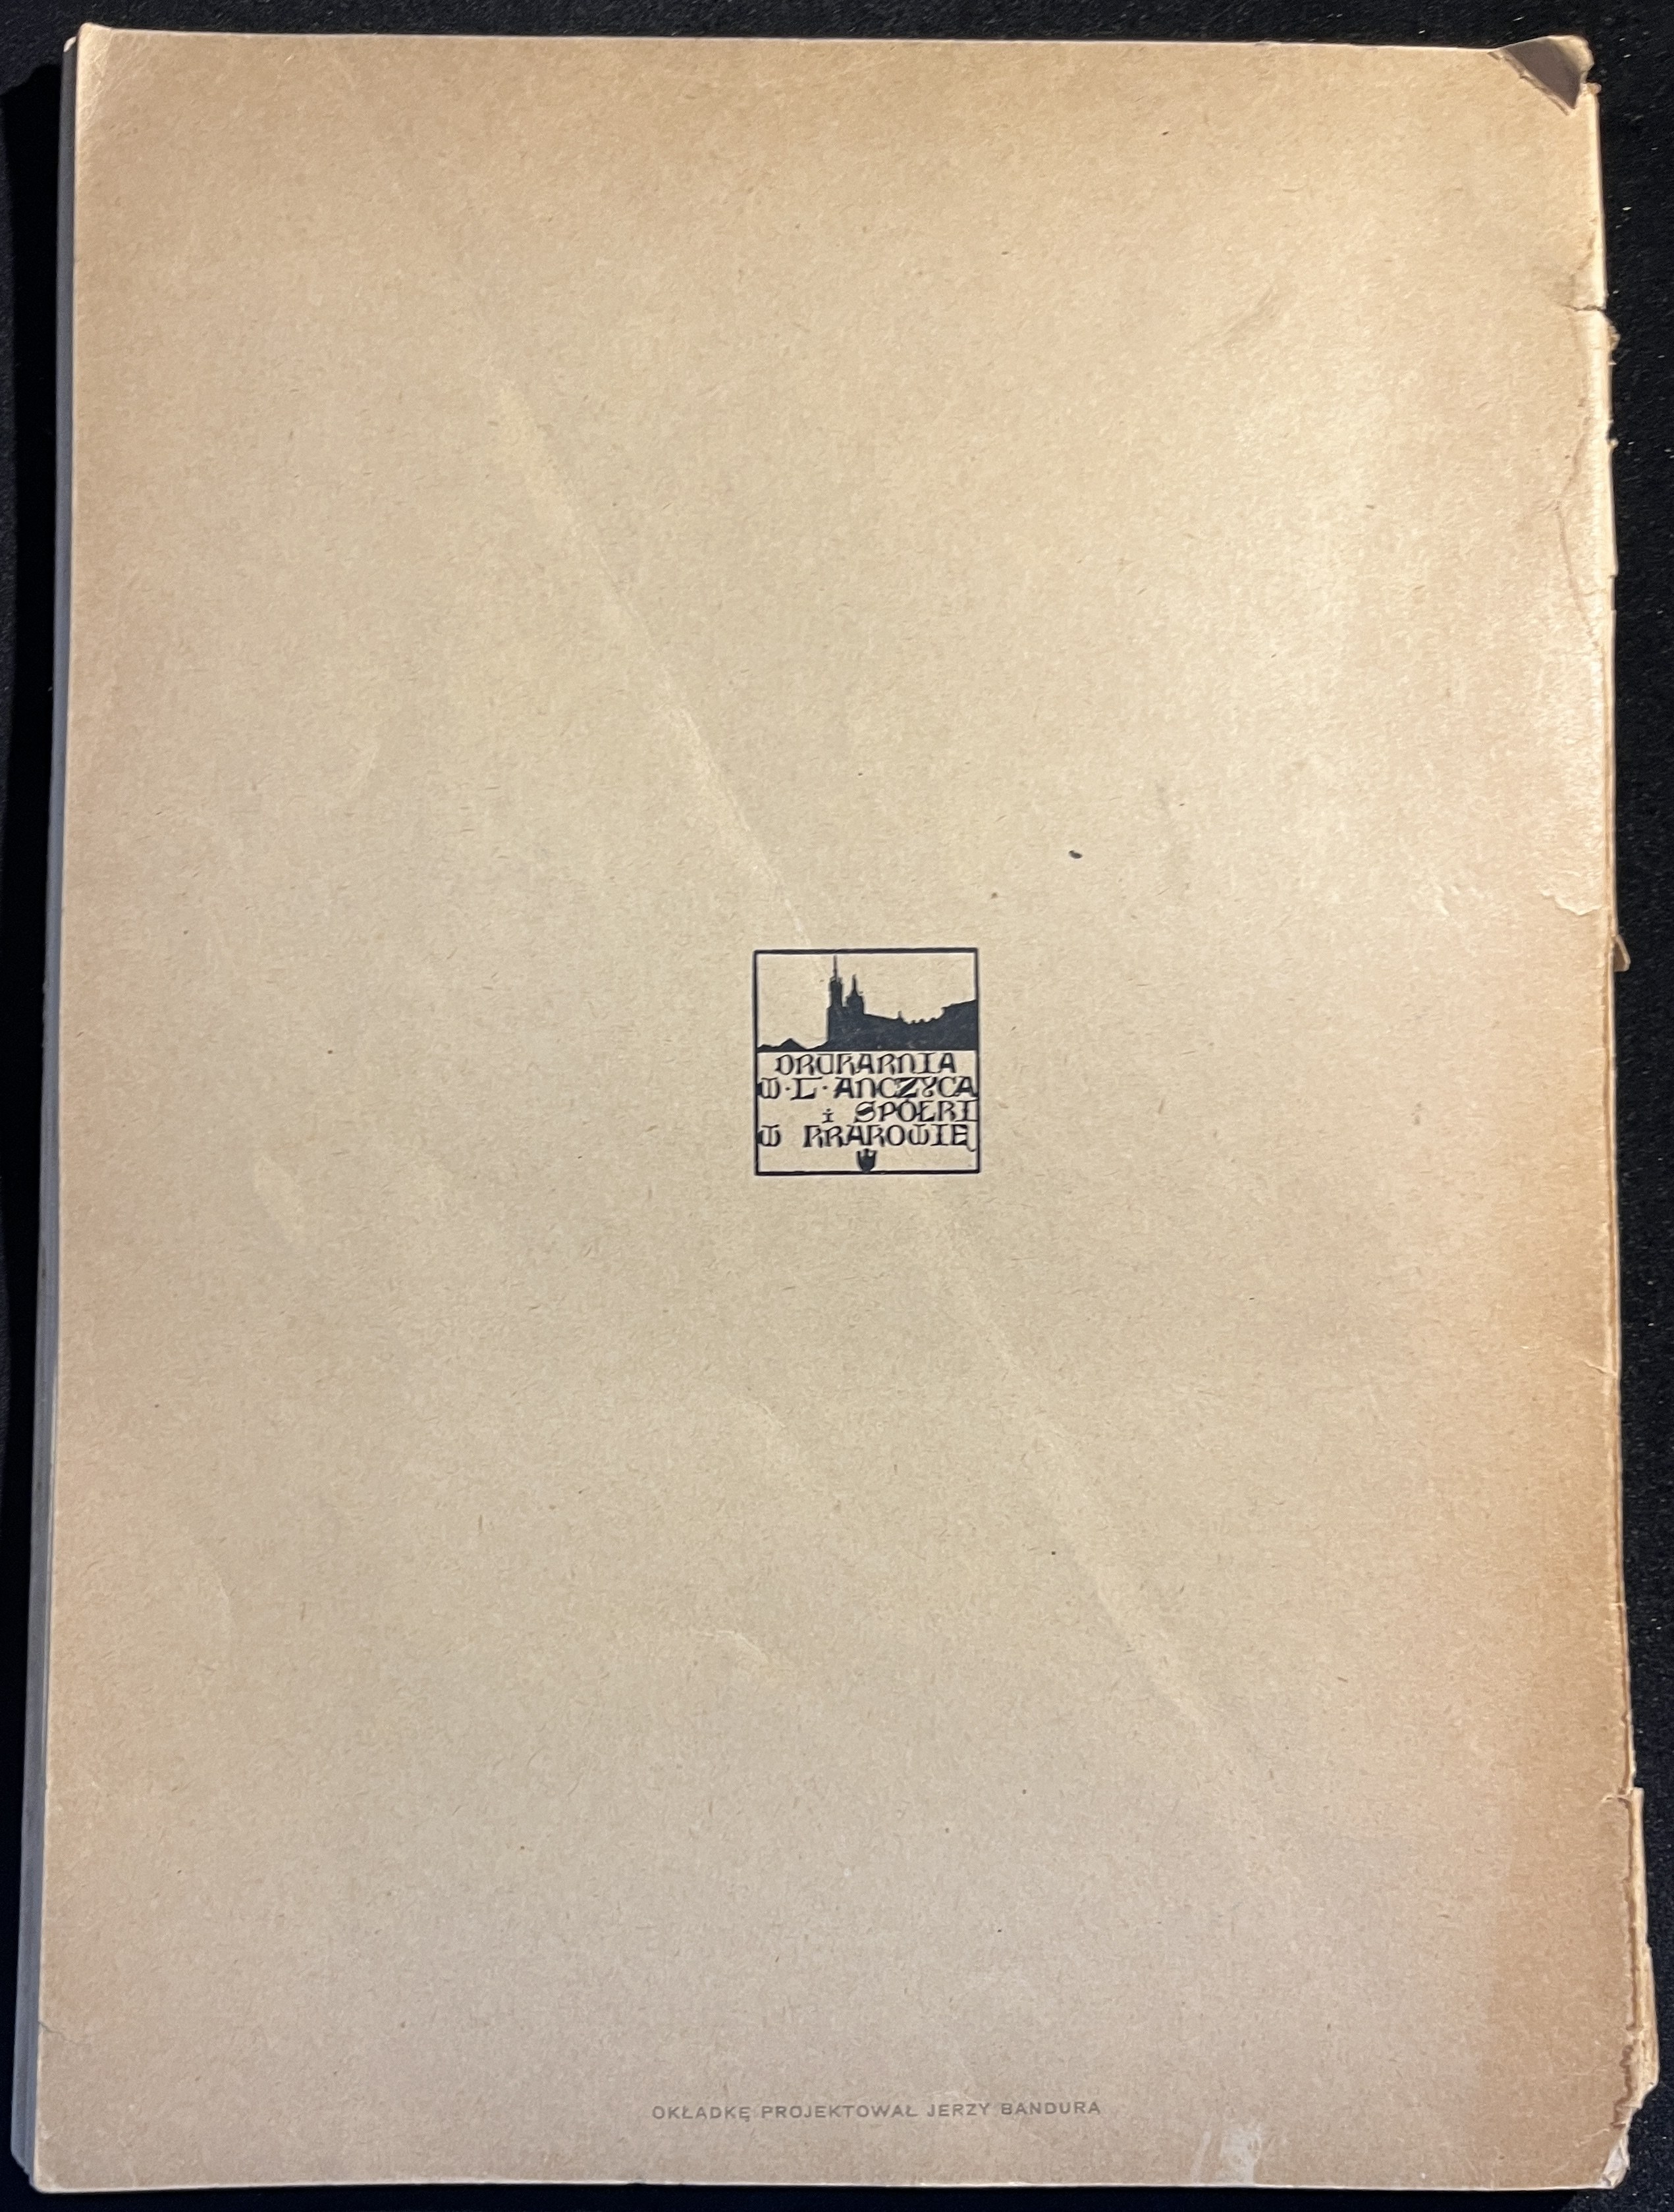 DRUKARNIA
W·L·ANCZYCA
i SPÓŁKI
W KRAKOWIE
OKŁADKĘ PROJEKTOWAŁ JERZY BANDURA